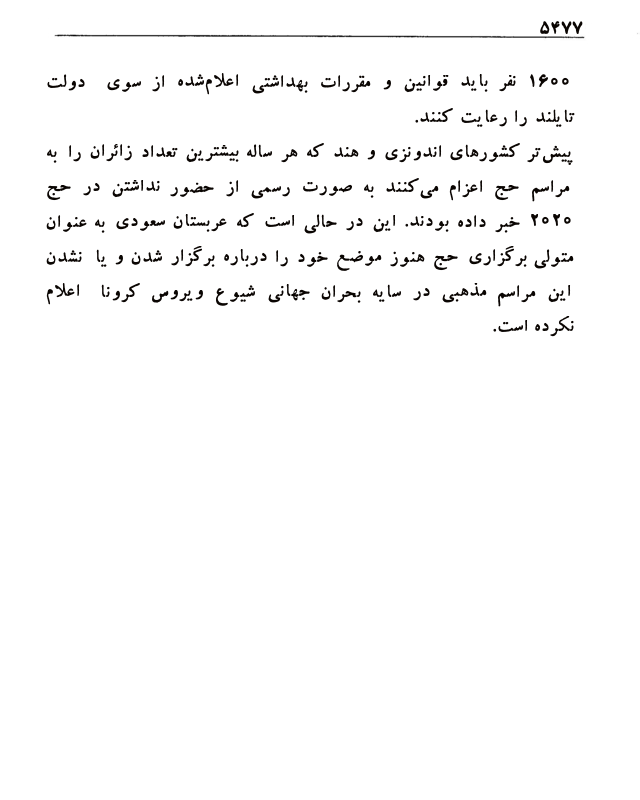 ۵۴۷۷
۱۶۰۰ نفر باید قوانین و مقررات بهداشتی اعلام‌شده از سوی دولت
تایلند را رعایت کنند.
پیش‌تر کشورهای اندونزی و هند که هر ساله بیشترین تعداد زائران را به
مراسم حج اعزام می‌کنند به صورت رسمی از حضور نداشتن در حج
۲۰۲۰ خبر داده بودند. این در حالی است که عربستان سعودی به عنوان
متولی برگزاری حج هنوز موضع خود را درباره برگزار شدن و یا نشدن
این مراسم مذهبی در سایه بحران جهانی شیوع ویروس کرونا اعلام
نکرده است.